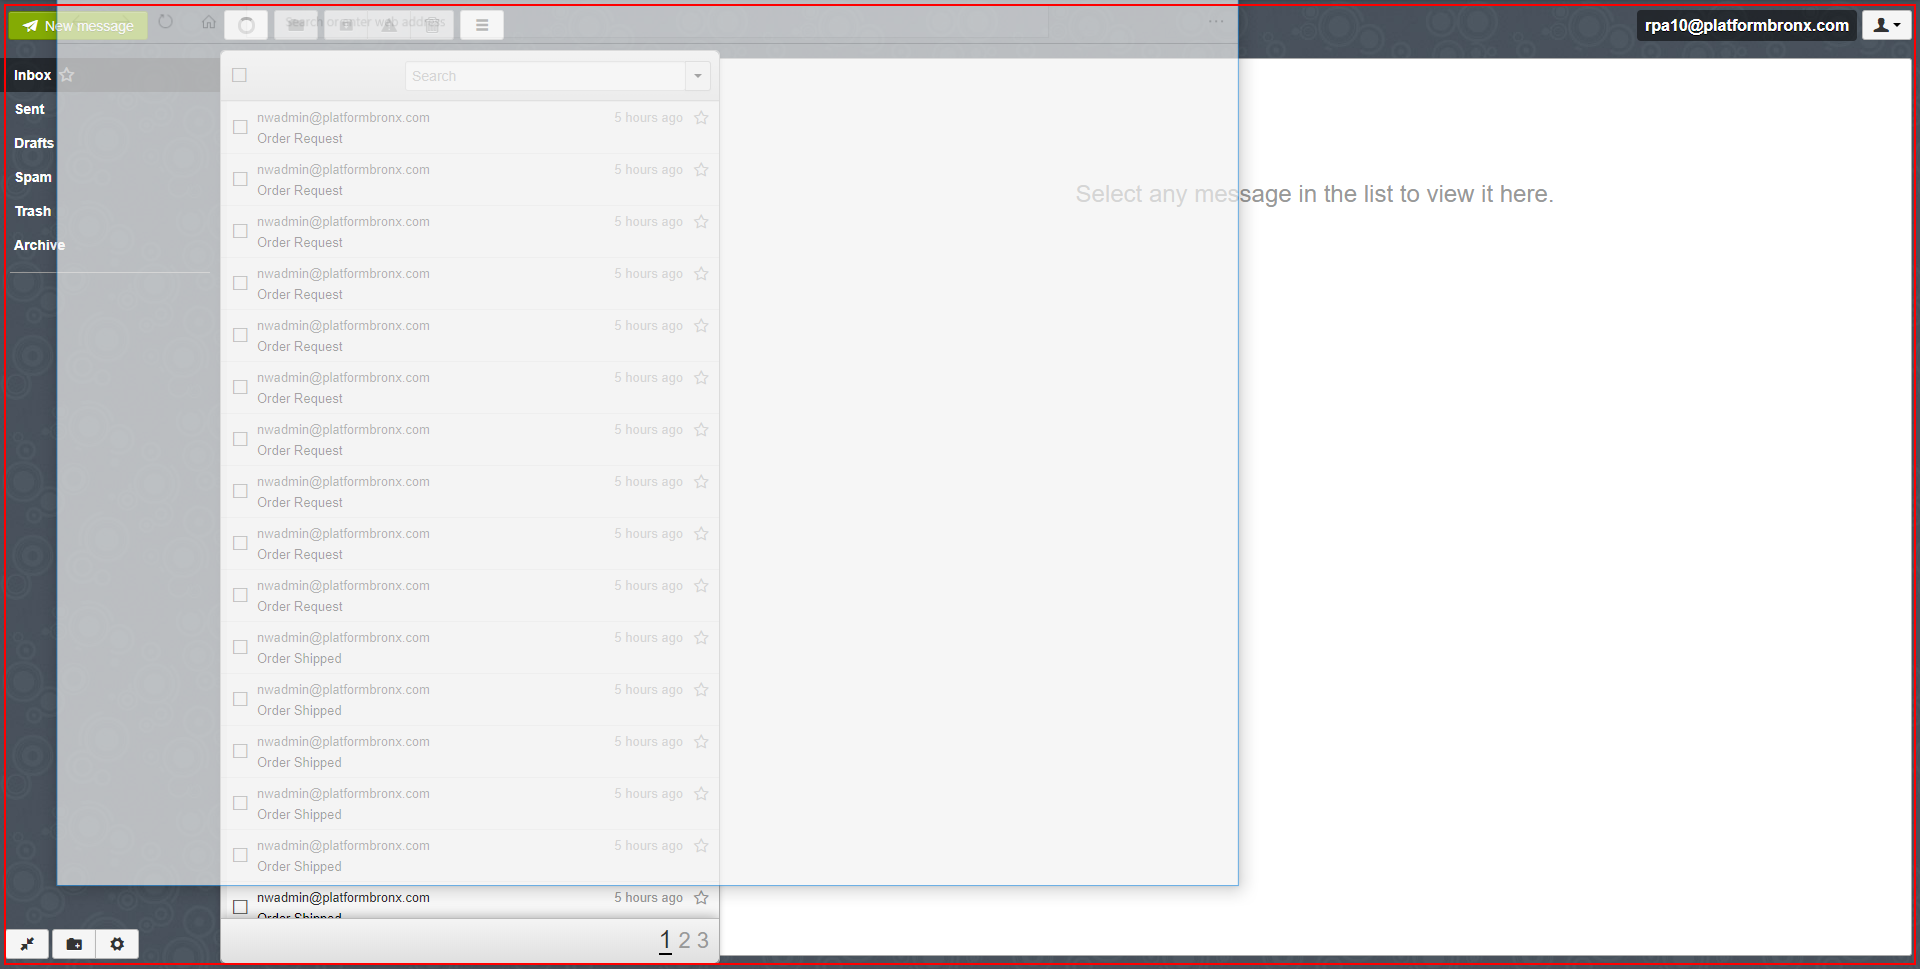 New message
Search or enter web address
rpa10@platformbronx.com
Inbox
Sent
Drafts
Spam
Trash
Archive
Search
nwadmin@platformbronx.com 5 hours ago
Order Request
nwadmin@platformbronx.com 5 hours ago
Order Request
nwadmin@platformbronx.com 5 hours ago
Order Request
nwadmin@platformbronx.com 5 hours ago
Order Request
nwadmin@platformbronx.com 5 hours ago
Order Request
nwadmin@platformbronx.com 5 hours ago
Order Request
nwadmin@platformbronx.com 5 hours ago
Order Request
nwadmin@platformbronx.com 5 hours ago
Order Request
nwadmin@platformbronx.com 5 hours ago
Order Request
nwadmin@platformbronx.com 5 hours ago
Order Request
nwadmin@platformbronx.com 5 hours ago
Order Shipped
nwadmin@platformbronx.com 5 hours ago
Order Shipped
nwadmin@platformbronx.com 5 hours ago
Order Shipped
nwadmin@platformbronx.com 5 hours ago
Order Shipped
nwadmin@platformbronx.com 5 hours ago
Order Shipped
nwadmin@platformbronx.com 5 hours ago
Order Shipped
1 2 3
Select any message in the list to view it here.